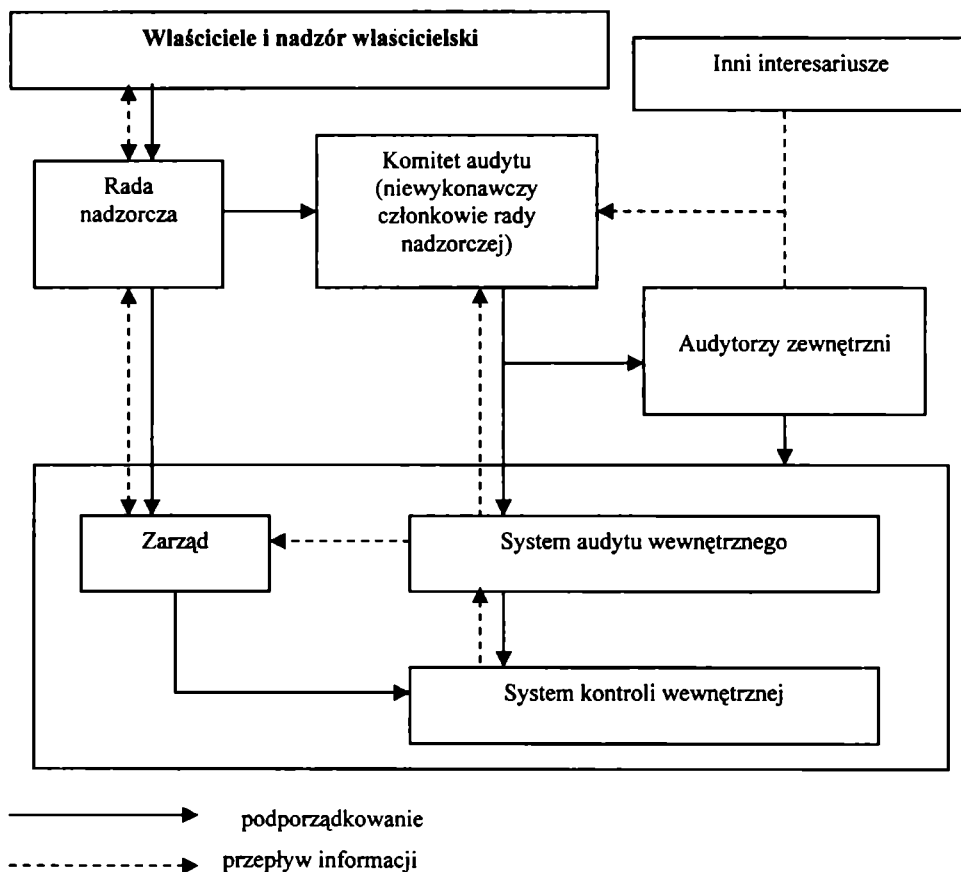 Właściciele i nadzór właścicielski
Inni interesariusze
Rada
nadzorcza
Komitet audytu
(niewykonawczy
członkowie rady
nadzorczej)
Audytorzy zewnętrzni
Zarząd
System audytu wewnętrznego
System kontroli wewnętrznej
podporządkowanie
przepływ informacji